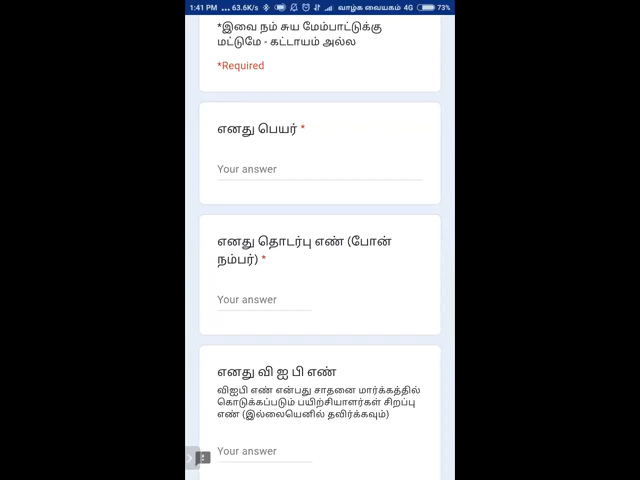 1:41 PM ... 63.6K/s வாழ்க வையகம் 4G 73%
*இவை நம் சுய மேம்பாட்டுக்கு
மட்டுமே - கட்டாயம் அல்ல
*Required
எனது பெயர் *
Your answer
எனது தொடர்பு எண் (போன்
நம்பர்) *
Your answer
எனது வி ஐ பி எண்
விஐபி எண் என்பது சாதனை மார்க்கத்தில்
கொடுக்கப்படும் பயிற்சியாளர்கள் சிறப்பு
எண் (இல்லையெனில் தவிர்க்கவும்)
Your answer